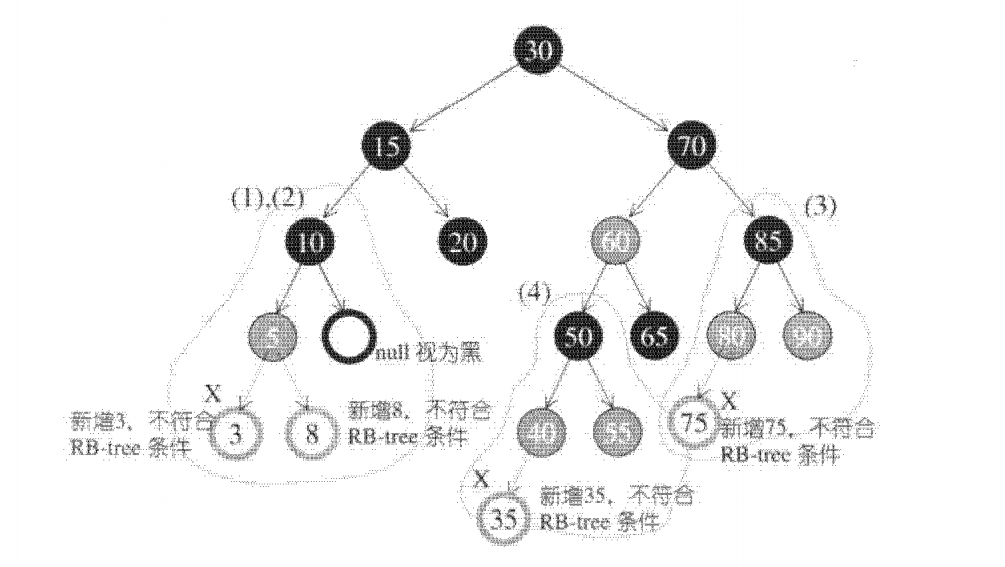 30
15
70
(1),(2)
(3)
10
20
60
85
(4)
5
null 视为黑
50
65
80
90
X
新增3，不符合
RB-tree 条件
3
8
新增8，不符合
RB-tree 条件
40
55
75
X
新增75，不符合
RB-tree 条件
X
35
新增35，不符合
RB-tree 条件